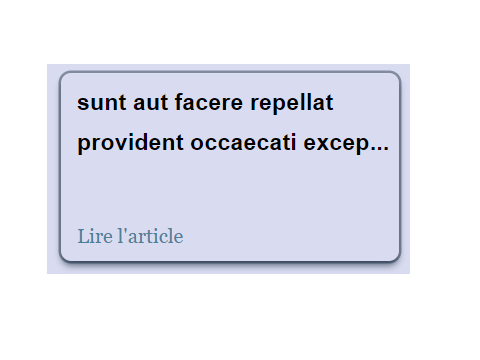 sunt aut facere repellat
provident occaecati excep...
Lire l'article